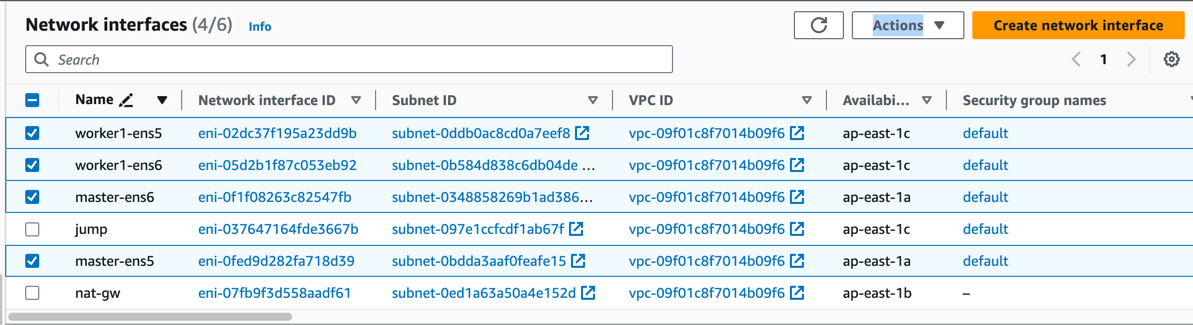 Network interfaces (4/6) Info Actions Create network interface
Search 1
Name Network interface ID Subnet ID VPC ID Availabi... Security group names
worker1-ens5 eni-02dc37f195a23dd9b subnet-0ddb0ac8cd0a7eef8 vpc-09f01c8f7014b09f6 ap-east-1c default
worker1-ens6 eni-05d2b1f87c053eb92 subnet-0b584d838c6db04de ... vpc-09f01c8f7014b09f6 ap-east-1c default
master-ens6 eni-0f1f08263c82547fb subnet-0348858269b1ad386... vpc-09f01c8f7014b09f6 ap-east-1a default
jump eni-037647164fde3667b subnet-097e1ccfcdf1ab67f vpc-09f01c8f7014b09f6 ap-east-1c default
master-ens5 eni-0fed9d282fa718d39 subnet-0bdda3aaf0feafe15 vpc-09f01c8f7014b09f6 ap-east-1a default
nat-gw eni-07fb9f3d558aadf61 subnet-0ed1a63a50a4e152d vpc-09f01c8f7014b09f6 ap-east-1b –